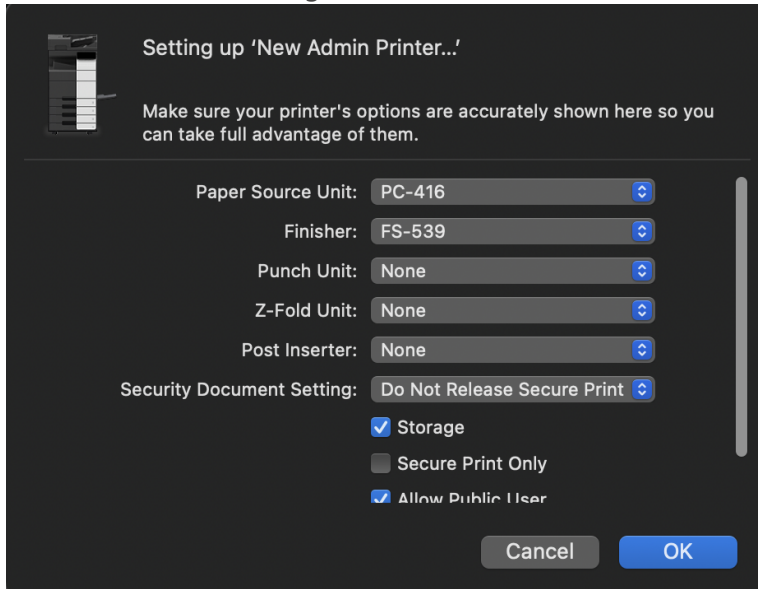 Setting up ‘New Admin Printer...’
Make sure your printer's options are accurately shown here so you
can take full advantage of them.
Paper Source Unit: PC-416
Finisher: FS-539
Punch Unit: None
Z-Fold Unit: None
Post Inserter: None
Security Document Setting: Do Not Release Secure Print
Storage
Secure Print Only
Allow Public User
Cancel OK